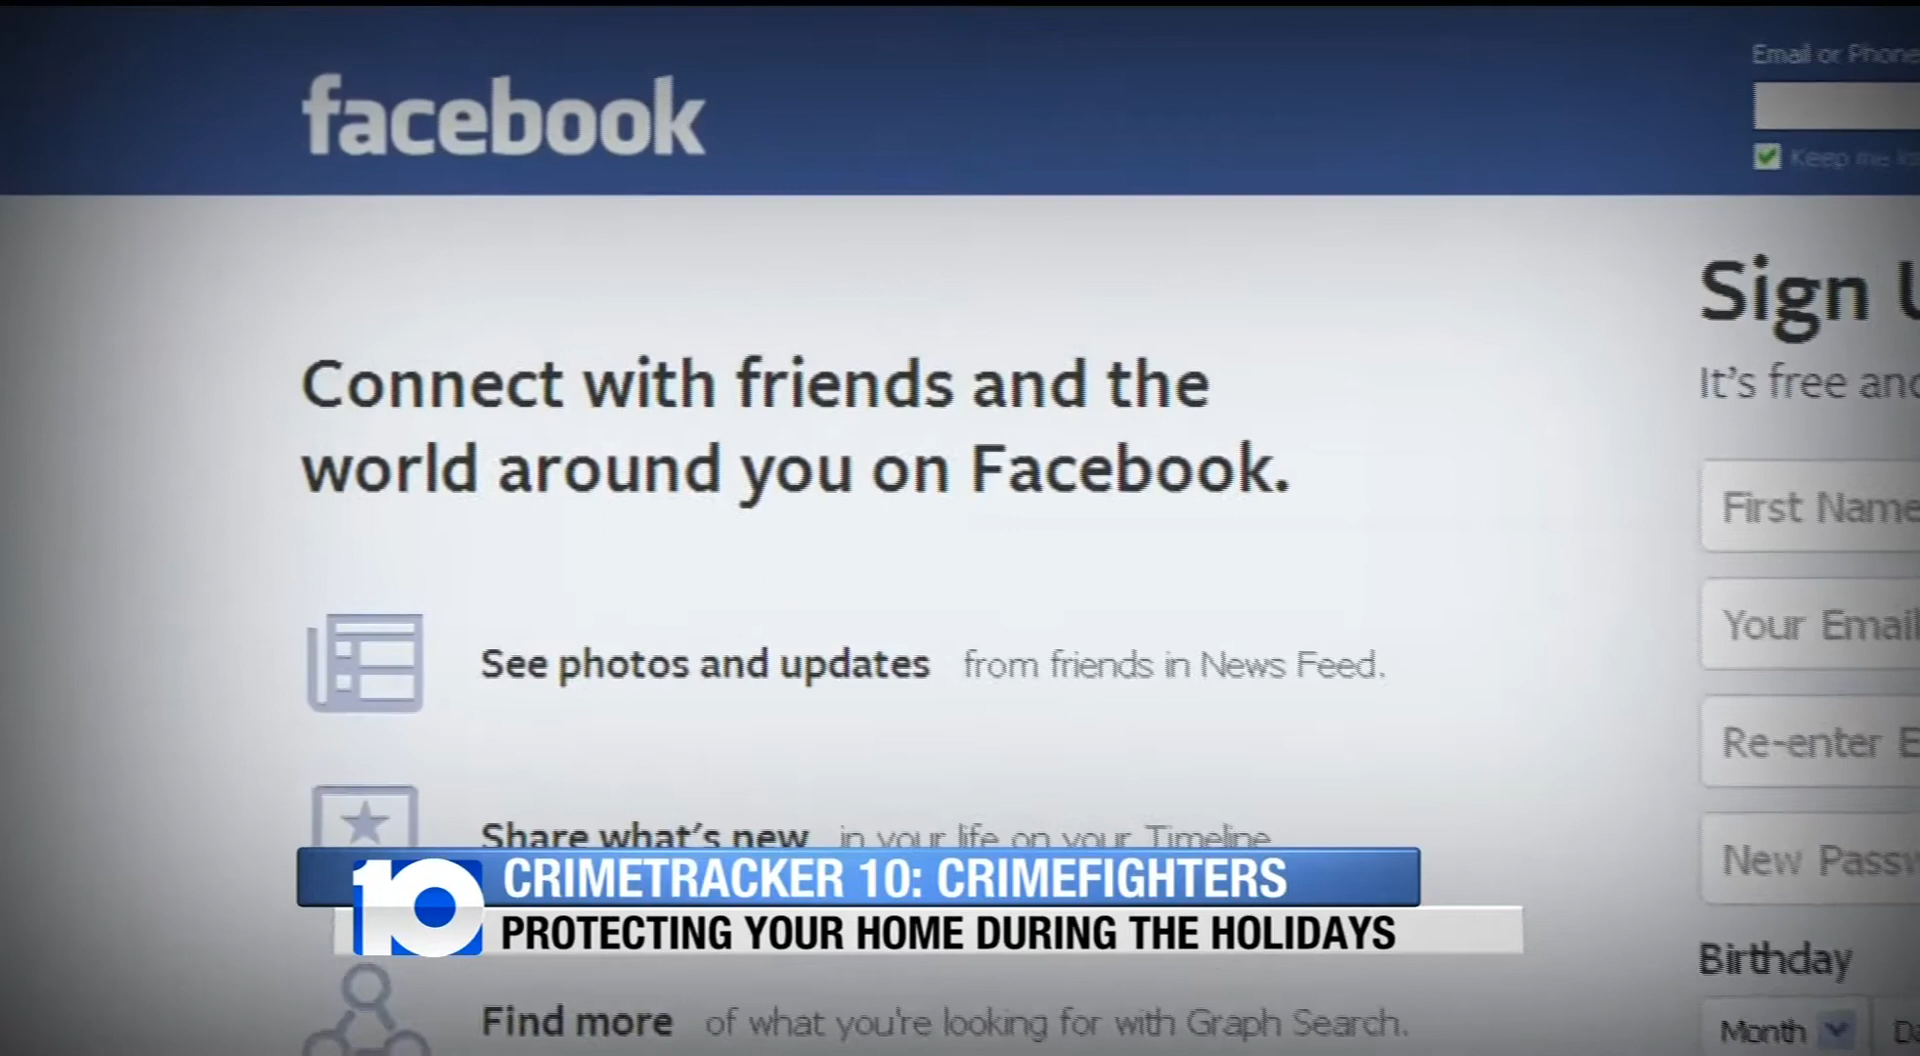 facebook
Email or Phone
Keep me
Sign
Connect with friends and the
world around you on Facebook.
It's free and
First Name
Your Email
See photos and updates from friends in News Feed.
Re-enter
Share what's new in your life on your Timeline
New
10
CRIMETRACKER 10: CRIMEFIGHTERS
PROTECTING YOUR HOME DURING THE HOLIDAYS
Birthday
Find more of what you're looking for with Graph Search.
Month